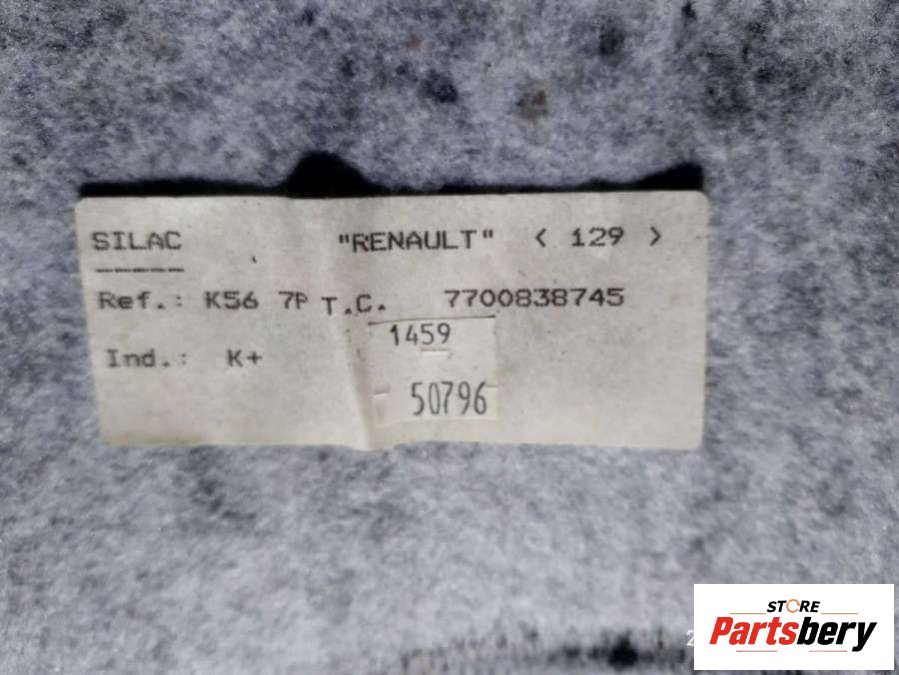 SILAC "RENAULT" < 129 >
-----
Ref.: K56 7P T.C. 7700838745
1459
Ind.: K+
50796
STORE
Partsbery